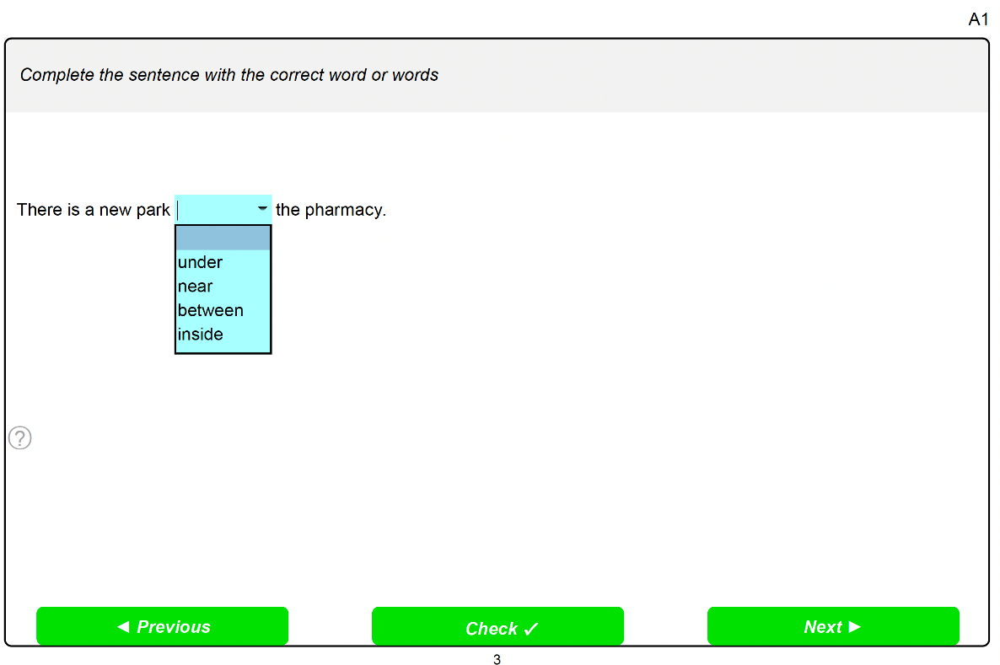 A1
Complete the sentence with the correct word or words
There is a new park the pharmacy.
under
near
between
inside
?
◄ Previous
Check ✓
Next ►
3